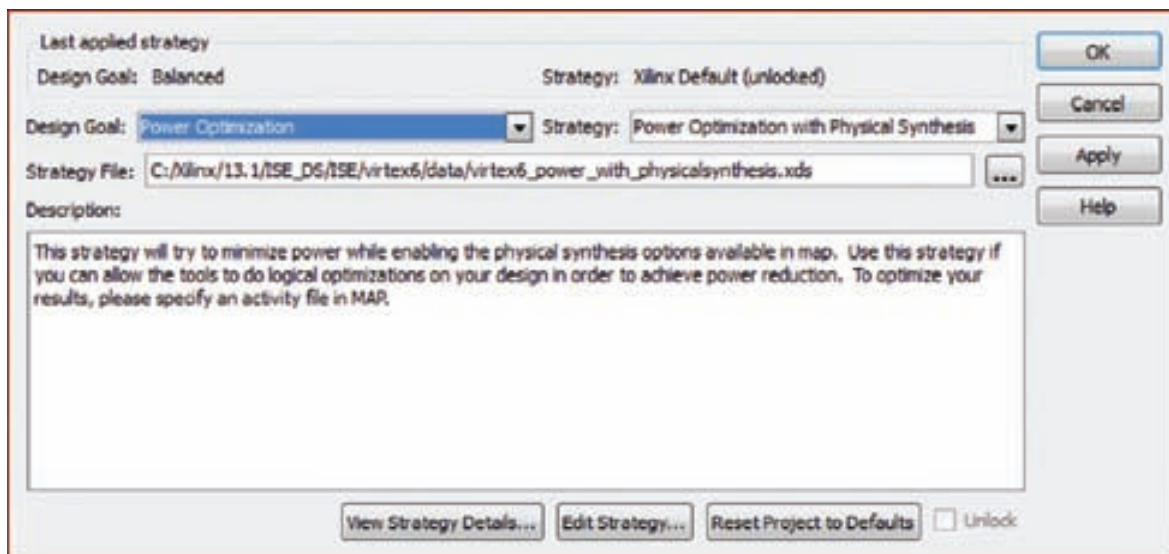 Last applied strategy
Design Goal: Balanced Strategy: Xilinx Default (unlocked)
Design Goal: Power Optimization Strategy: Power Optimization with Physical Synthesis
Strategy File: C:/Xilinx/13.1/ISE_DS/ISE/virtex6/data/virtex6_power_with_physicalsynthesis.xds ...
Description:
This strategy will try to minimize power while enabling the physical synthesis options available in map. Use this strategy if
you can allow the tools to do logical optimizations on your design in order to achieve power reduction. To optimize your
results, please specify an activity file in MAP.
View Strategy Details... Edit Strategy... Reset Project to Defaults Unlock
OK
Cancel
Apply
Help